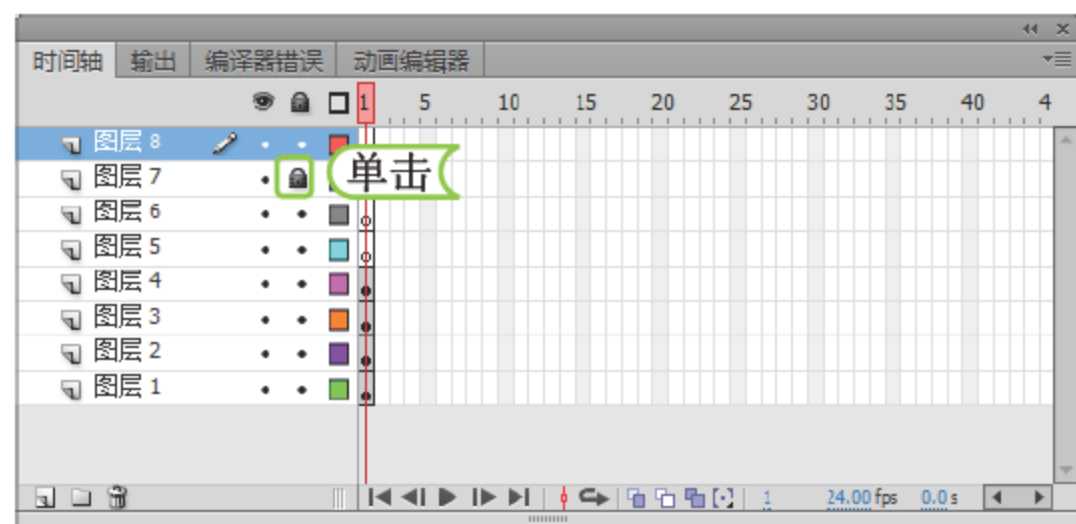 时间轴 输出 编译器错误 动画编辑器
1 5 10 15 20 25 30 35 40 4
图层 8
图层 7 单击
图层 6
图层 5
图层 4
图层 3
图层 2
图层 1
1 24.00 fps 0.0 s